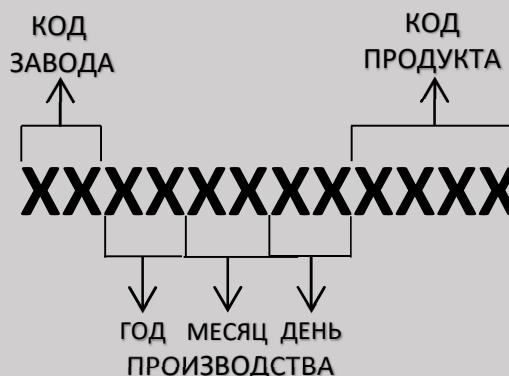 КОД
ЗАВОДА
КОД
ПРОДУКТА
XXXXXXXXXXXX
ГОД МЕСЯЦ ДЕНЬ
ПРОИЗВОДСТВА